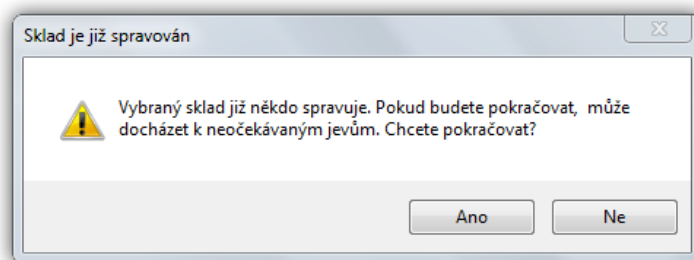 Sklad je již spravován
Vybraný sklad již někdo spravuje. Pokud budete pokračovat,  může
docházet k neočekávaným jevům. Chcete pokračovat?
Ano
Ne